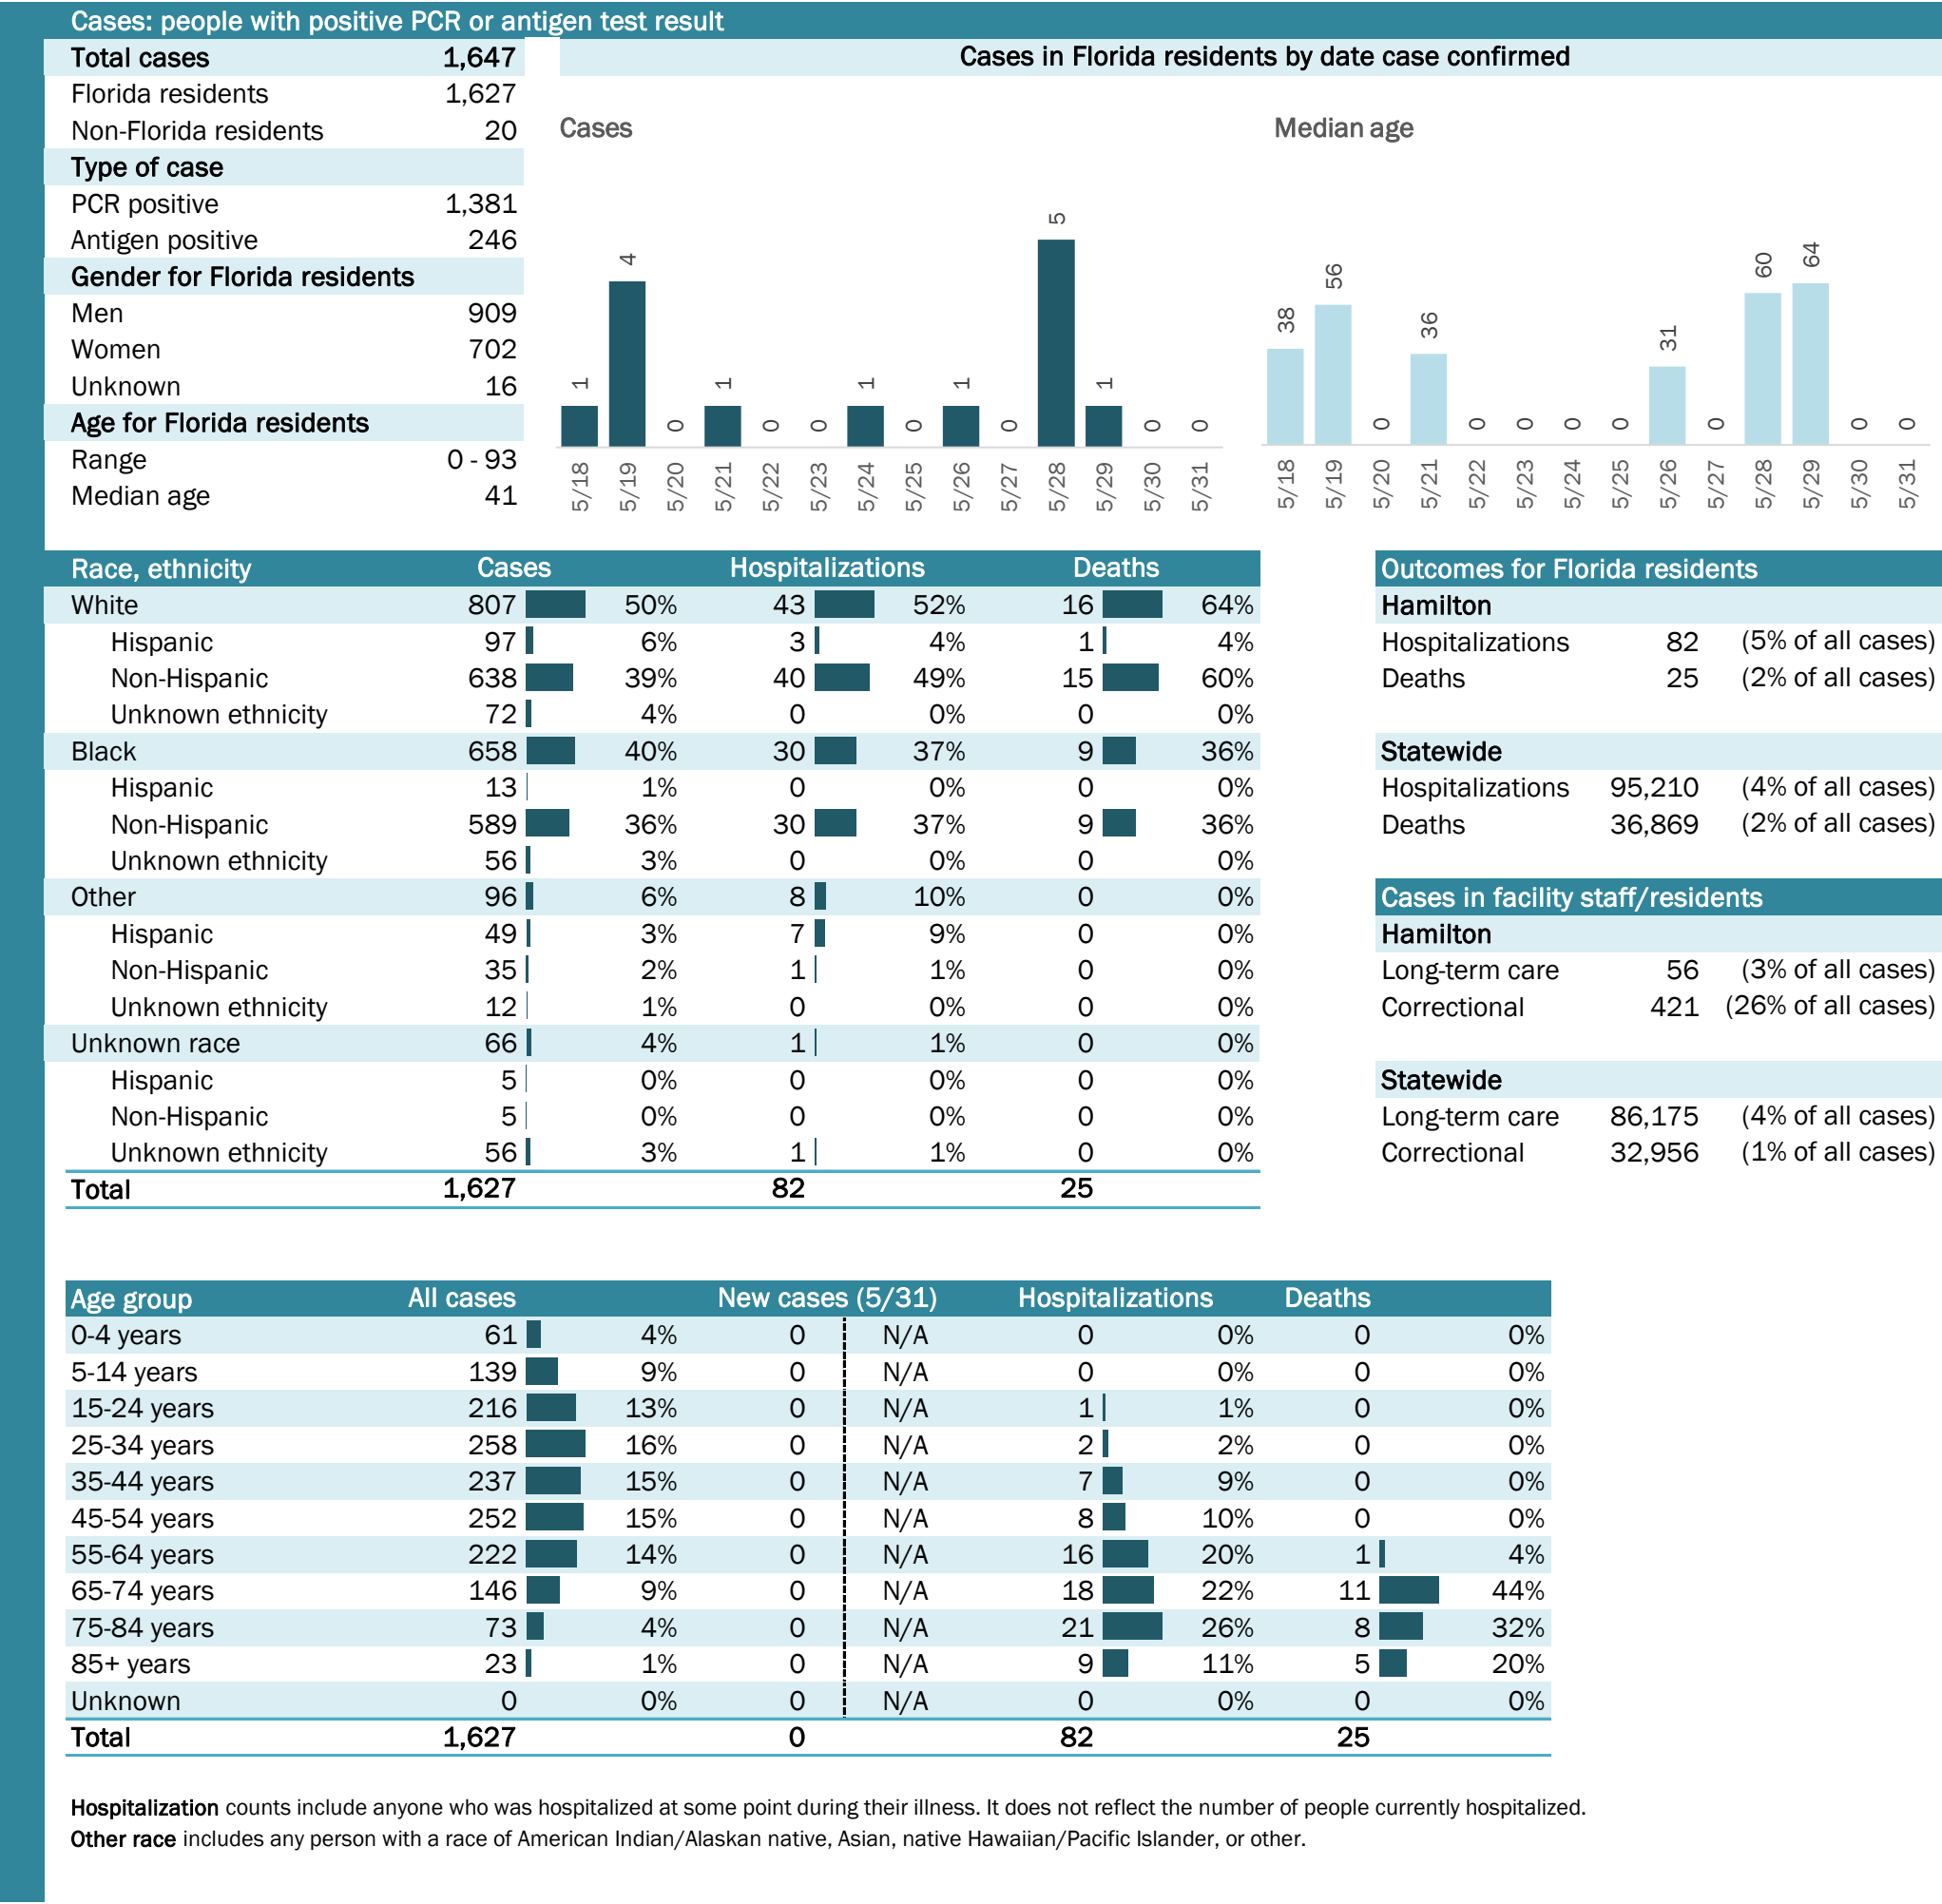 Cases: people with positive PCR or antigen test result
Total cases 1,647
Florida residents 1,627
Non-Florida residents 20
Type of case
PCR positive 1,381
Antigen positive 246
Gender for Florida residents
Men 909
Women 702
Unknown 16
Age for Florida residents
Range 0 - 93
Median age 41
Cases in Florida residents by date case confirmed
Cases
1 4 0 1 0 0 1 0 1 0 5 1 0 0
5/18 5/19 5/20 5/21 5/22 5/23 5/24 5/25 5/26 5/27 5/28 5/29 5/30 5/31
Median age
38 56 0 36 0 0 0 0 31 0 60 64 0 0
5/18 5/19 5/20 5/21 5/22 5/23 5/24 5/25 5/26 5/27 5/28 5/29 5/30 5/31
Race, ethnicity Cases Hospitalizations Deaths
White 807 50% 43 52% 16 64%
Hispanic 97 6% 3 4% 1 4%
Non-Hispanic 638 39% 40 49% 15 60%
Unknown ethnicity 72 4% 0 0% 0 0%
Black 658 40% 30 37% 9 36%
Hispanic 13 1% 0 0% 0 0%
Non-Hispanic 589 36% 30 37% 9 36%
Unknown ethnicity 56 3% 0 0% 0 0%
Other 96 6% 8 10% 0 0%
Hispanic 49 3% 7 9% 0 0%
Non-Hispanic 35 2% 1 1% 0 0%
Unknown ethnicity 12 1% 0 0% 0 0%
Unknown race 66 4% 1 1% 0 0%
Hispanic 5 0% 0 0% 0 0%
Non-Hispanic 5 0% 0 0% 0 0%
Unknown ethnicity 56 3% 1 1% 0 0%
Total 1,627 82 25
Outcomes for Florida residents
Hamilton
Hospitalizations 82 (5% of all cases)
Deaths 25 (2% of all cases)
Statewide
Hospitalizations 95,210 (4% of all cases)
Deaths 36,869 (2% of all cases)
Cases in facility staff/residents
Hamilton
Long-term care 56 (3% of all cases)
Correctional 421 (26% of all cases)
Statewide
Long-term care 86,175 (4% of all cases)
Correctional 32,956 (1% of all cases)
Age group All cases New cases (5/31) Hospitalizations Deaths
0-4 years 61 4% 0 N/A 0 0% 0 0%
5-14 years 139 9% 0 N/A 0 0% 0 0%
15-24 years 216 13% 0 N/A 1 1% 0 0%
25-34 years 258 16% 0 N/A 2 2% 0 0%
35-44 years 237 15% 0 N/A 7 9% 0 0%
45-54 years 252 15% 0 N/A 8 10% 0 0%
55-64 years 222 14% 0 N/A 16 20% 1 4%
65-74 years 146 9% 0 N/A 18 22% 11 44%
75-84 years 73 4% 0 N/A 21 26% 8 32%
85+ years 23 1% 0 N/A 9 11% 5 20%
Unknown 0 0% 0 N/A 0 0% 0 0%
Total 1,627 0 82 25
Hospitalization counts include anyone who was hospitalized at some point during their illness. It does not reflect the number of people currently hospitalized.
Other race includes any person with a race of American Indian/Alaskan native, Asian, native Hawaiian/Pacific Islander, or other.